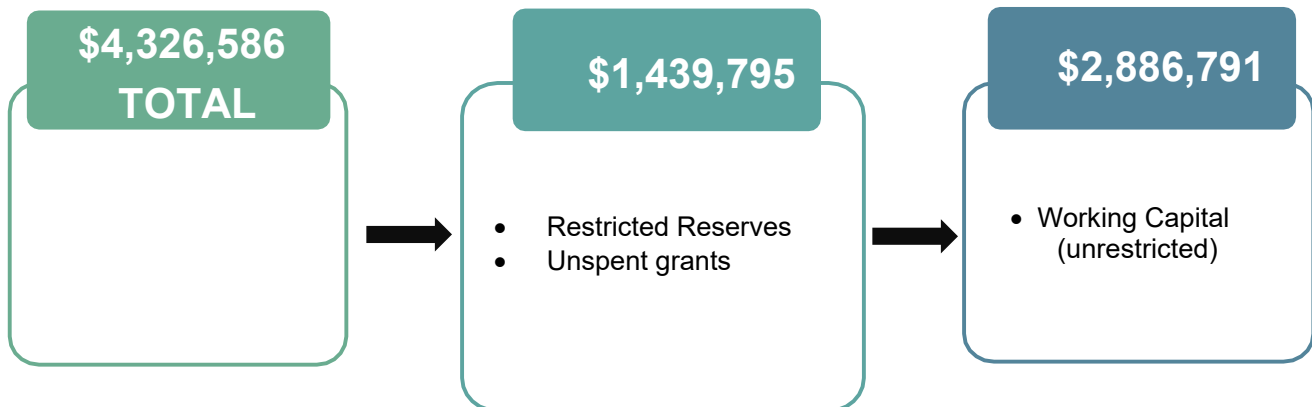 $4,326,586
TOTAL
$1,439,795
• Restricted Reserves
• Unspent grants
$2,886,791
• Working Capital
(unrestricted)